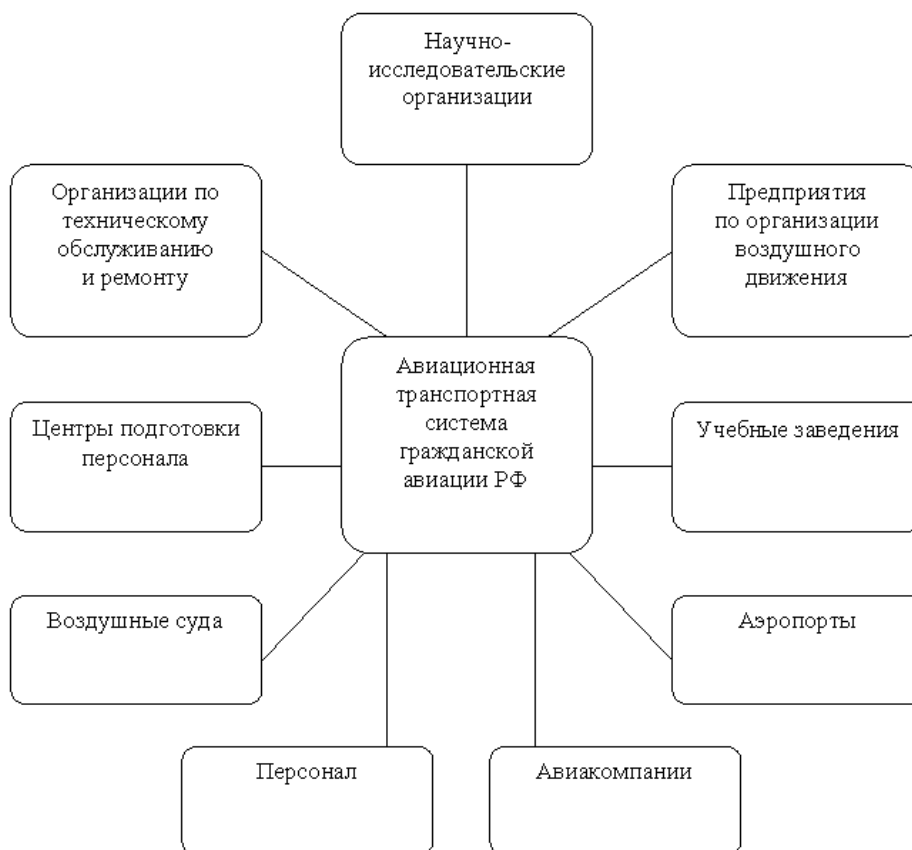 Научно-
исследовательские
организации
Организации по
техническому
обслуживанию
и ремонту
Предприятия
по организации
воздушного
движения
Авиационная
транспортная
система
гражданской
авиации РФ
Центры подготовки
персонала
Учебные заведения
Воздушные суда
Аэропорты
Персонал
Авиакомпании